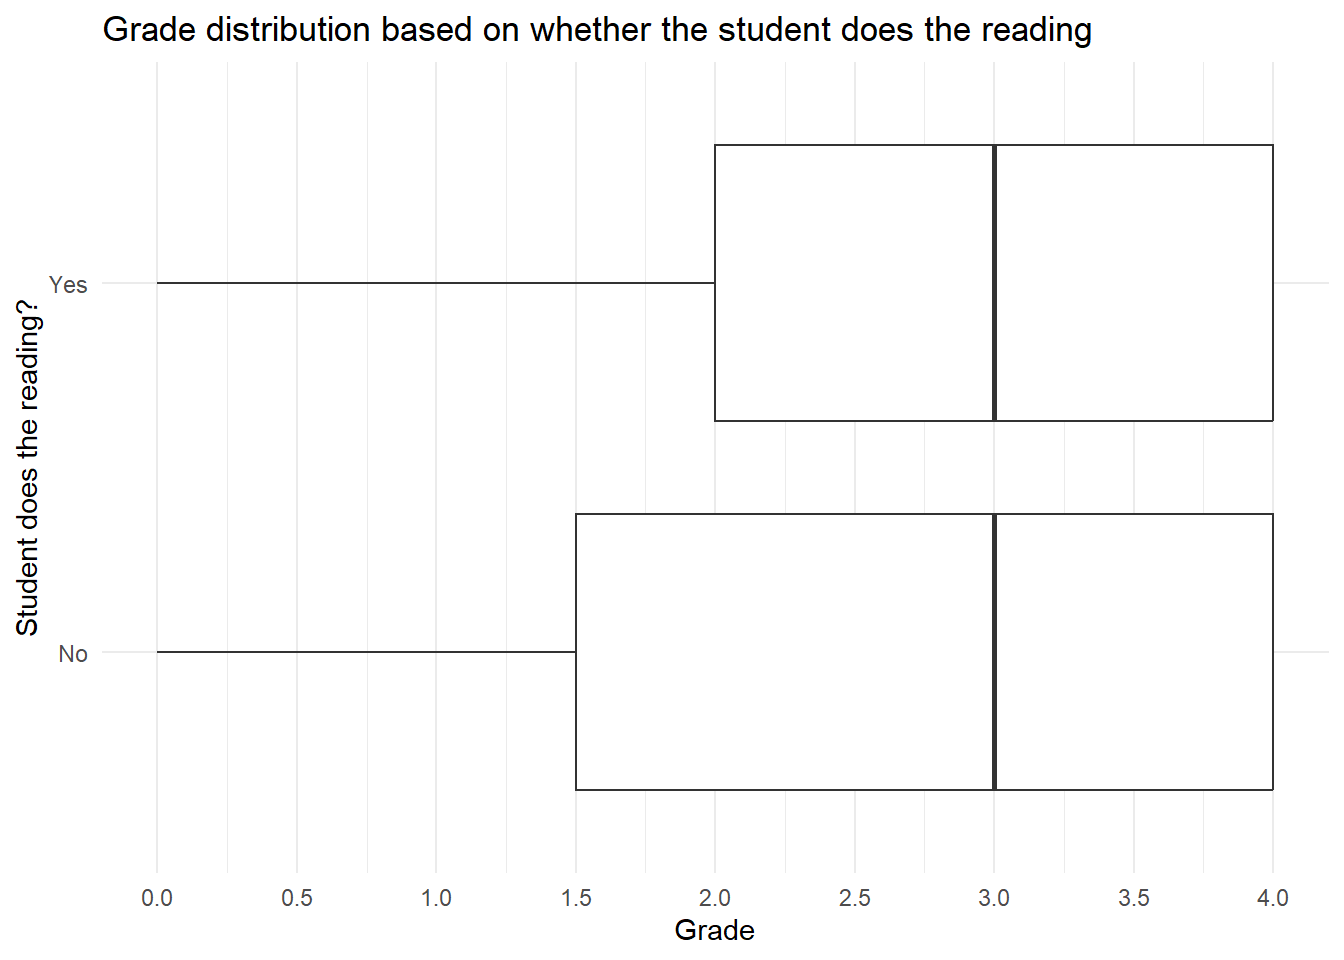 Grade distribution based on whether the student does the reading
Student does the reading?
Yes
No
0.0 0.5 1.0 1.5 2.0 2.5 3.0 3.5 4.0
Grade